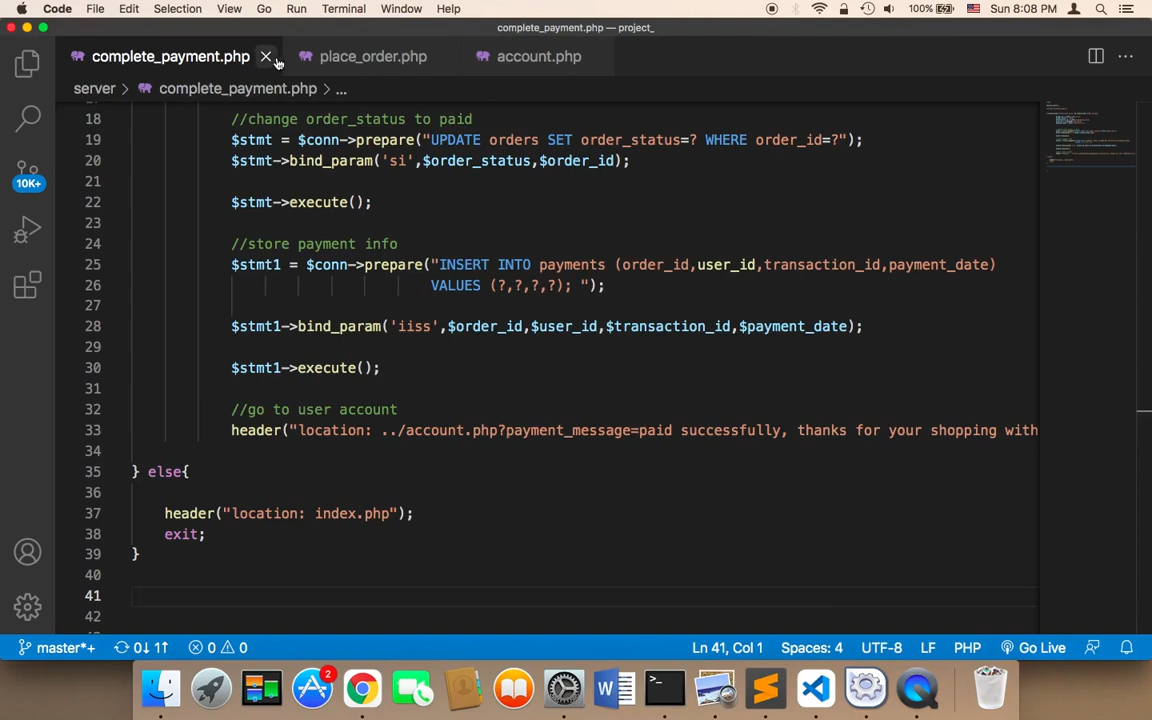 Code File Edit Selection View Go Run Terminal Window Help 100% Sun 8:08 PM
complete_payment.php — project_
complete_payment.php place_order.php account.php
server > complete_payment.php > ...
18 //change order_status to paid
19 $stmt = $conn->prepare("UPDATE orders SET order_status=? WHERE order_id=?");
20 $stmt->bind_param('si',$order_status,$order_id);
21
22 $stmt->execute();
23
24 //store payment info
25 $stmt1 = $conn->prepare("INSERT INTO payments (order_id,user_id,transaction_id,payment_date)
26 VALUES (?,?,?,?); ");
27
28 $stmt1->bind_param('iiss',$order_id,$user_id,$transaction_id,$payment_date);
29
30 $stmt1->execute();
31
32 //go to user account
33 header("location: ../account.php?payment_message=paid successfully, thanks for your shopping with
34
35 } else{
36
37 header("location: index.php");
38 exit;
39 }
40
41
42
10K+
master*+ 0↓ 1↑ 0 0 Ln 41, Col 1 Spaces: 4 UTF-8 LF PHP Go Live
2